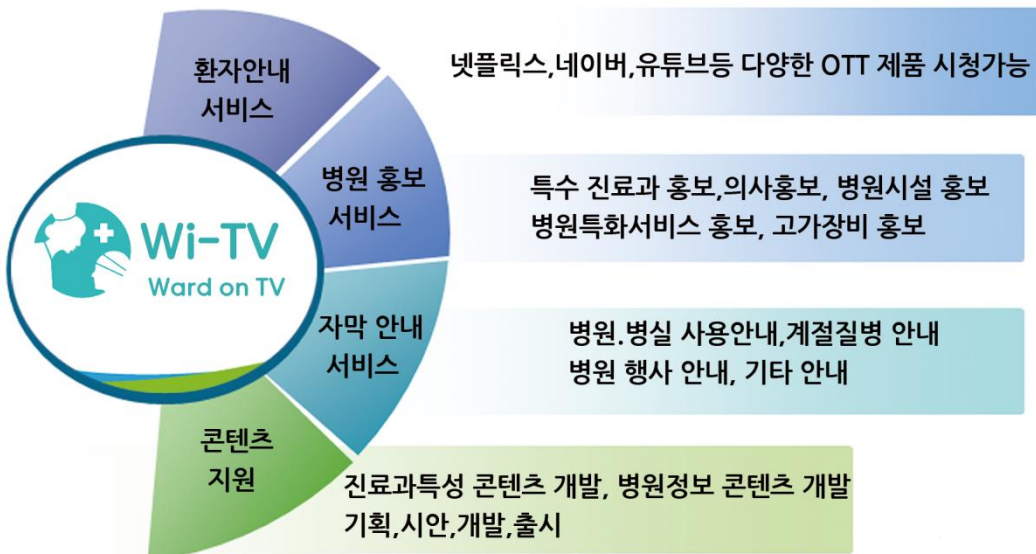 환자안내
서비스
넷플릭스,네이버,유튜브등 다양한 OTT 제품 시청가능
병원 홍보
서비스
특수 진료과 홍보,의사홍보, 병원시설 홍보
병원특화서비스 홍보, 고가장비 홍보
Wi-TV
Ward on TV
자막 안내
서비스
병원.병실 사용안내,계절질병 안내
병원 행사 안내, 기타 안내
콘텐츠
지원
진료과특성 콘텐츠 개발, 병원정보 콘텐츠 개발
기획,시안,개발,출시